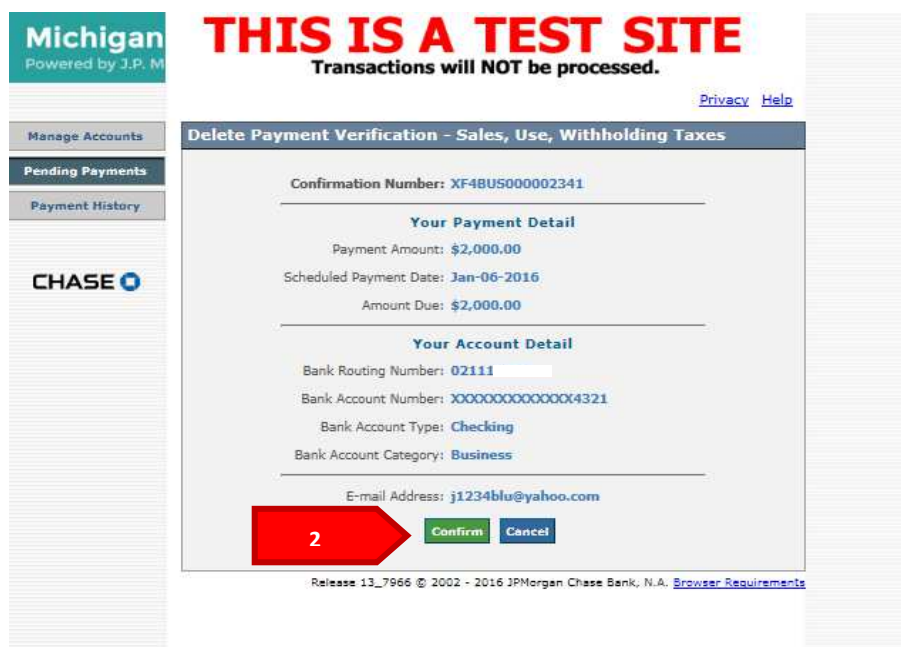 Michigan
Powered by J.P. M
THIS IS A TEST SITE
Transactions will NOT be processed.
Privacy Help
Manage Accounts
Pending Payments
Payment History
CHASE
Delete Payment Verification - Sales, Use, Withholding Taxes
Confirmation Number: XF4BUS000002341
Your Payment Detail
Payment Amount: $2,000.00
Scheduled Payment Date: Jan-06-2016
Amount Due: $2,000.00
Your Account Detail
Bank Routing Number: 02111
Bank Account Number: XXXXXXXXXXXXX4321
Bank Account Type: Checking
Bank Account Category: Business
E-mail Address: j1234blu@yahoo.com
2
Confirm Cancel
Release 13_7966 © 2002 - 2016 JPMorgan Chase Bank, N.A. Browser Requirements